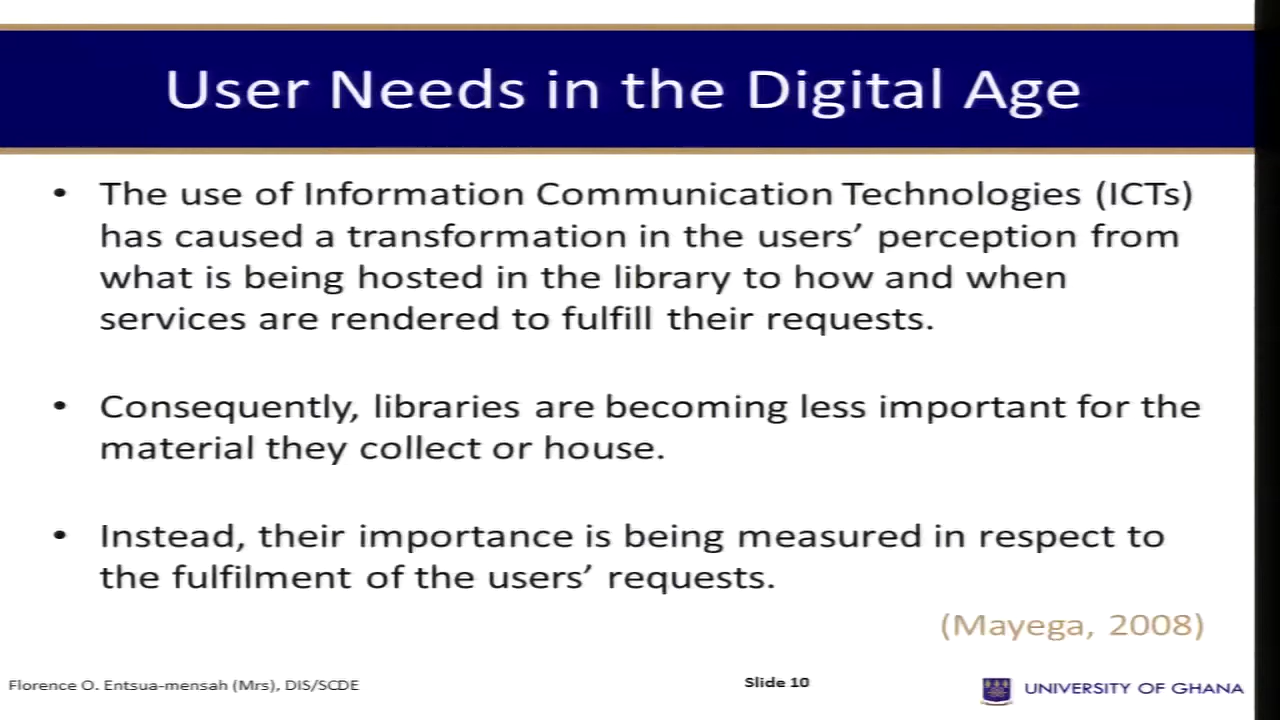 User Needs in the Digital Age
• The use of Information Communication Technologies (ICTs)
has caused a transformation in the users’ perception from
what is being hosted in the library to how and when
services are rendered to fulfill their requests.
• Consequently, libraries are becoming less important for the
material they collect or house.
• Instead, their importance is being measured in respect to
the fulfilment of the users’ requests.
(Mayega, 2008)
Florence O. Entsua-mensah (Mrs), DIS/SCDE
Slide 10
UNIVERSITY OF GHANA